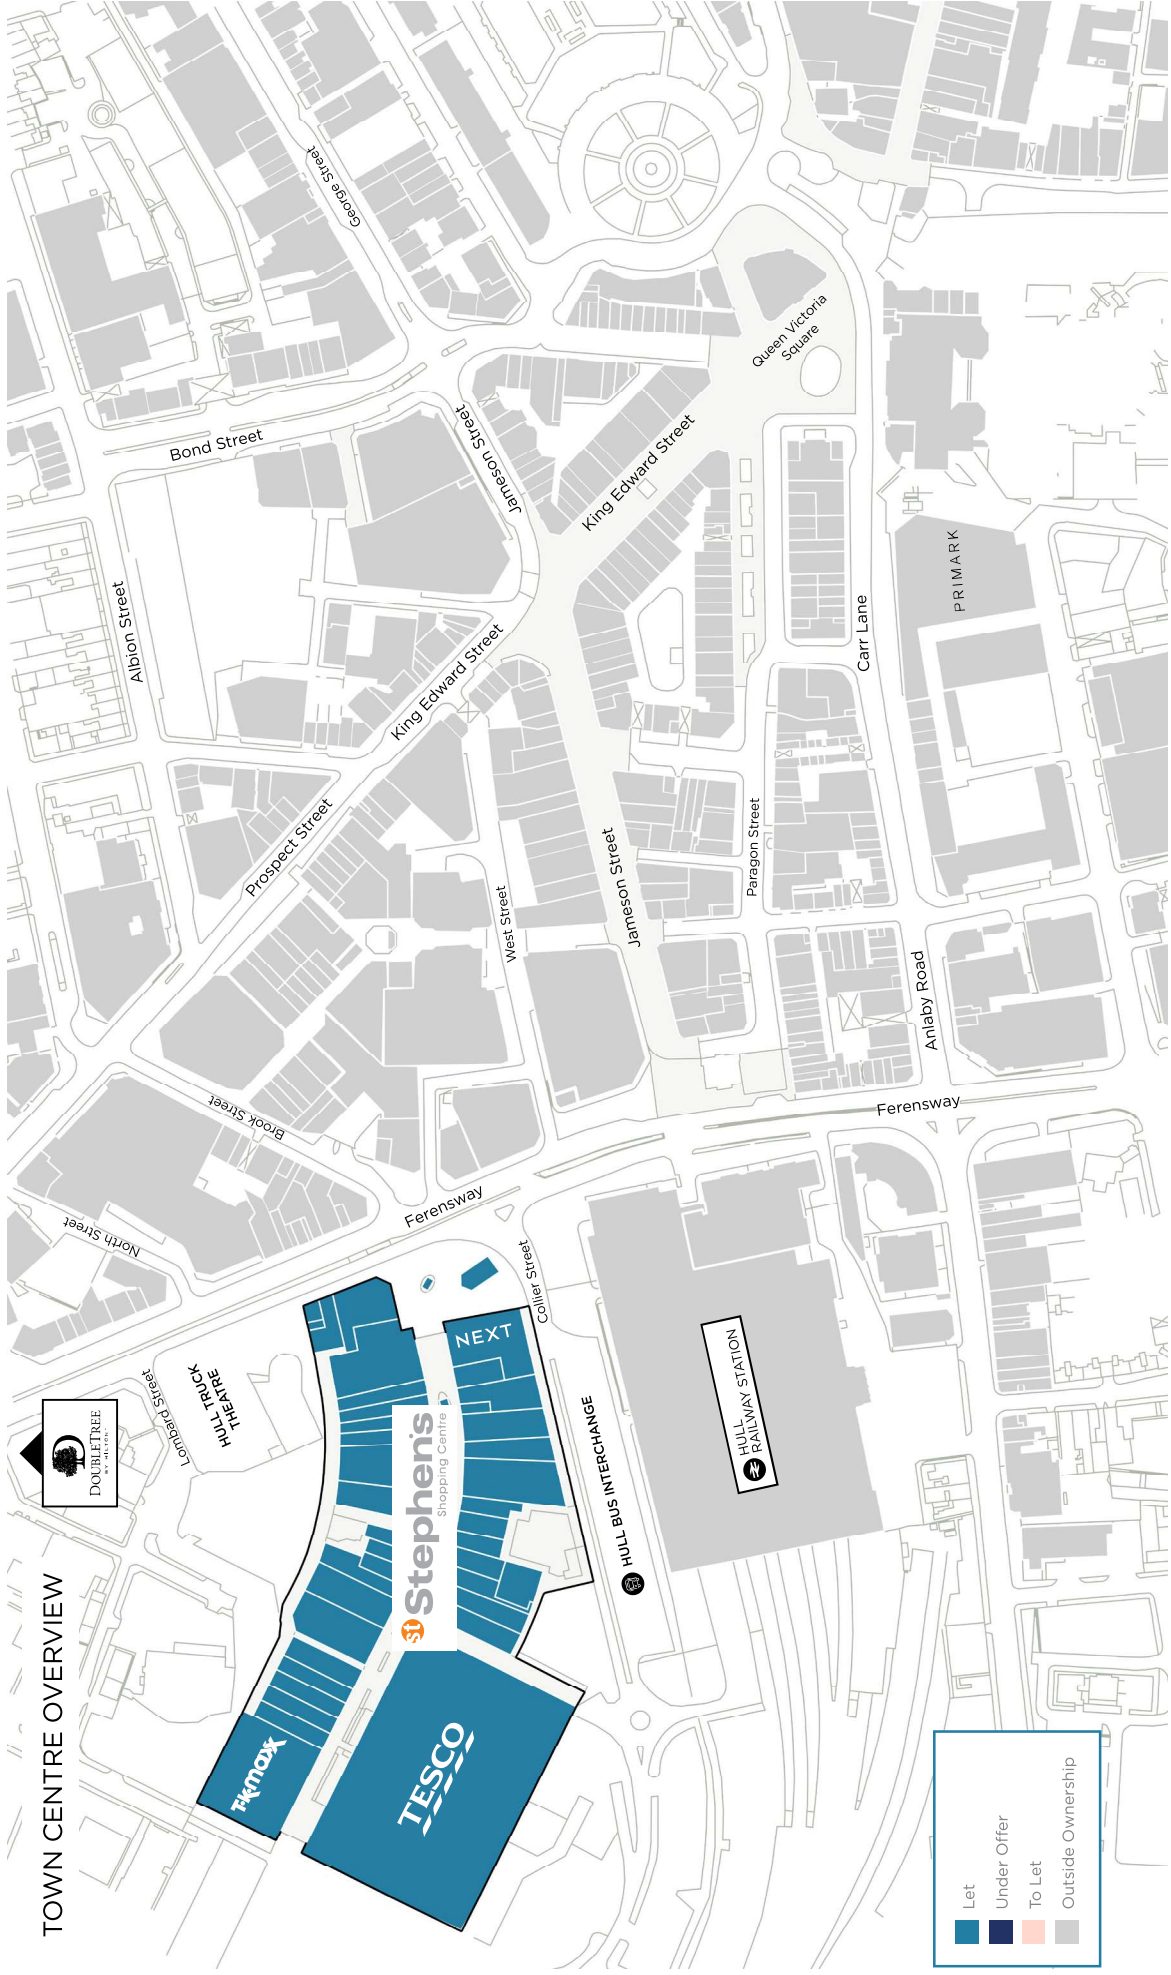 TOWN CENTRE OVERVIEW
DOUBLETREE
BY HILTON™
Lombard Street
HULL TRUCK
THEATRE
North Street
Brook Street
Ferensway
Prospect Street
Albion Street
Bond Street
George Street
King Edward Street
Jameson Street
King Edward Street
Queen Victoria
Square
West Street
Jameson Street
Paragon Street
Carr Lane
PRIMARK
Anlaby Road
Ferensway
Collier Street
NEXT
st Stephen's
Shopping Centre
TK maxx
TESCO
HULL BUS INTERCHANGE
HULL
RAILWAY STATION
Let
Under Offer
To Let
Outside Ownership